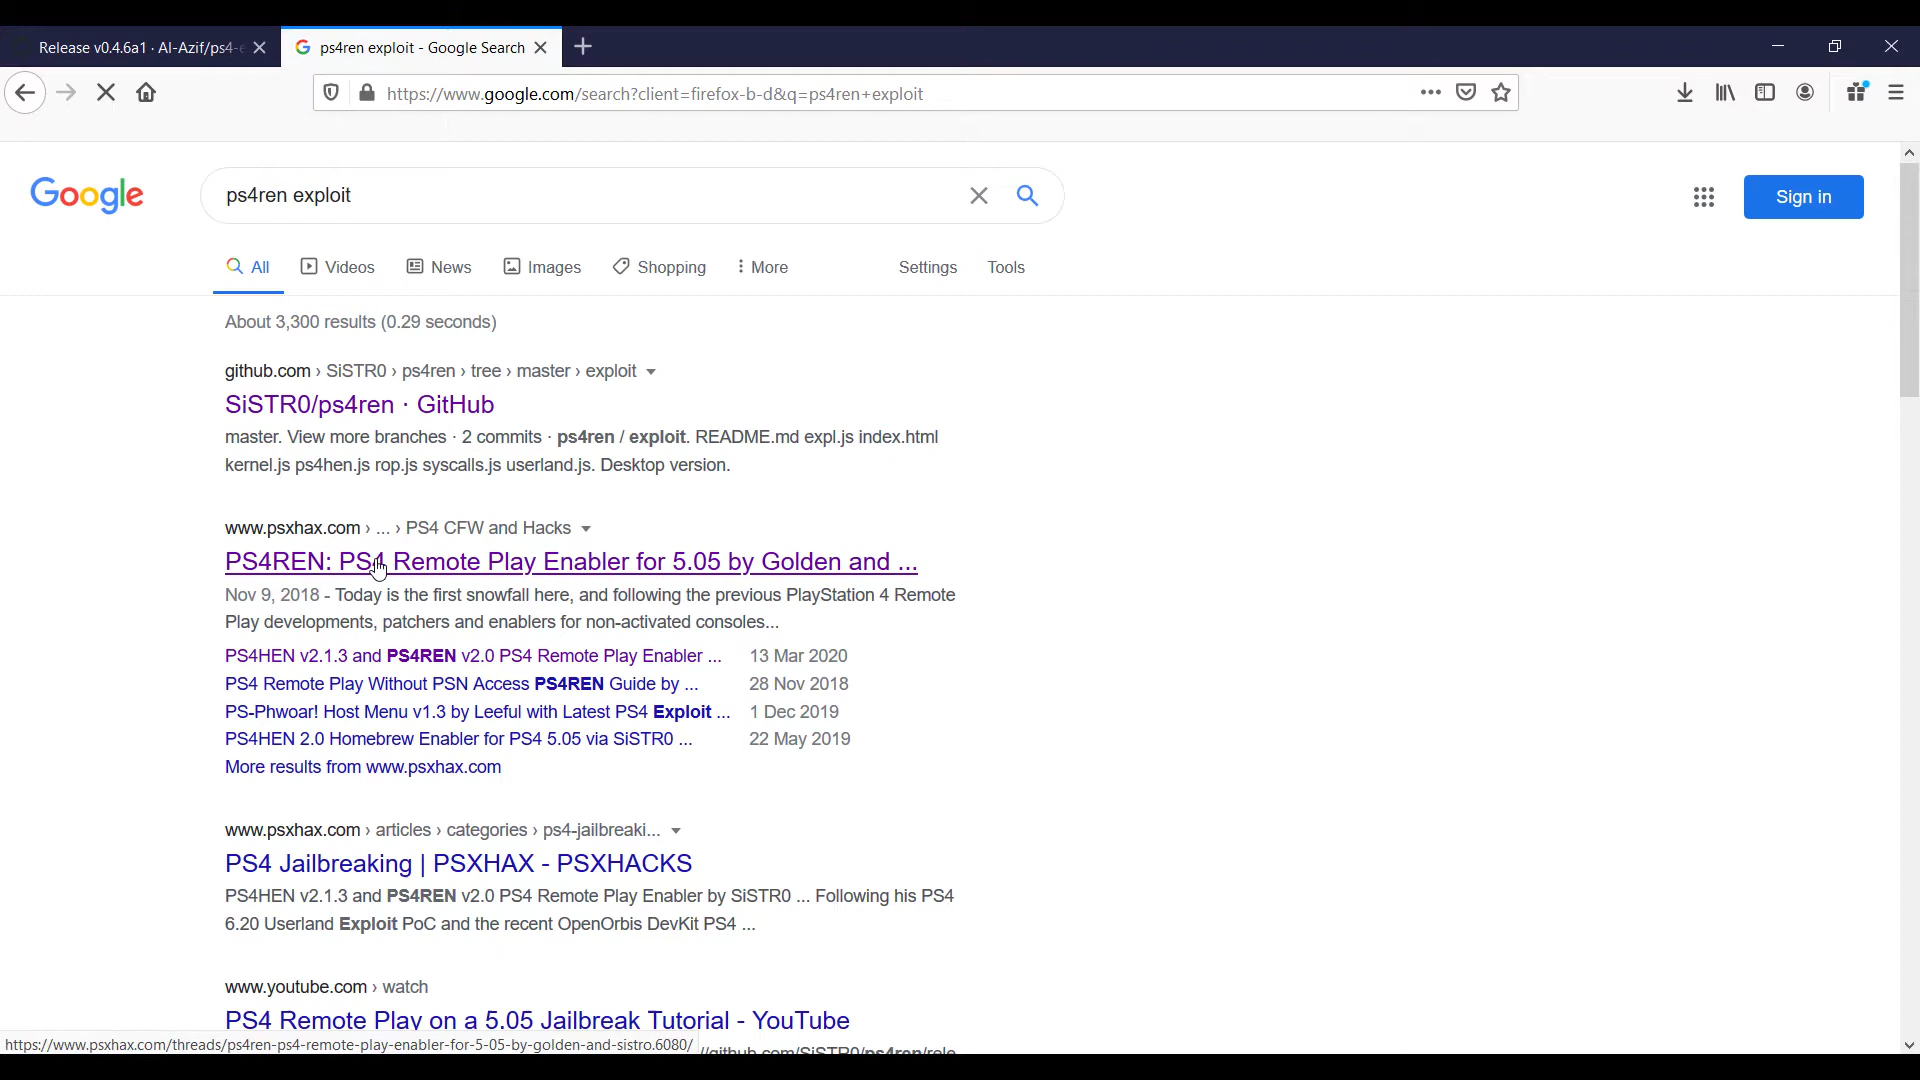 Release v0.4.6a1 · Al-Azif/ps4-e
ps4ren exploit - Google Search
https://www.google.com/search?client=firefox-b-d&q=ps4ren+exploit
Google
ps4ren exploit
Sign in
All
Videos
News
Images
Shopping
More
Settings
Tools
About 3,300 results (0.29 seconds)
github.com › SiSTR0 › ps4ren › tree › master › exploit
SiSTR0/ps4ren · GitHub
master. View more branches · 2 commits · ps4ren / exploit. README.md expl.js index.html
kernel.js ps4hen.js rop.js syscalls.js userland.js. Desktop version.
www.psxhax.com › ... › PS4 CFW and Hacks
PS4REN: PS4 Remote Play Enabler for 5.05 by Golden and ...
Nov 9, 2018 - Today is the first snowfall here, and following the previous PlayStation 4 Remote
Play developments, patchers and enablers for non-activated consoles...
PS4HEN v2.1.3 and PS4REN v2.0 PS4 Remote Play Enabler ... 13 Mar 2020
PS4 Remote Play Without PSN Access PS4REN Guide by ... 28 Nov 2018
PS-Phwoar! Host Menu v1.3 by Leeful with Latest PS4 Exploit ... 1 Dec 2019
PS4HEN 2.0 Homebrew Enabler for PS4 5.05 via SiSTR0 ... 22 May 2019
More results from www.psxhax.com
www.psxhax.com › articles › categories › ps4-jailbreaki...
PS4 Jailbreaking | PSXHAX - PSXHACKS
PS4HEN v2.1.3 and PS4REN v2.0 PS4 Remote Play Enabler by SiSTR0 ... Following his PS4
6.20 Userland Exploit PoC and the recent OpenOrbis DevKit PS4 ...
www.youtube.com › watch
PS4 Remote Play on a 5.05 Jailbreak Tutorial - YouTube
https://www.psxhax.com/threads/ps4ren-ps4-remote-play-enabler-for-5-05-by-golden-and-sistro.6080/
//github.com/SiSTR0/ps4ren/rele